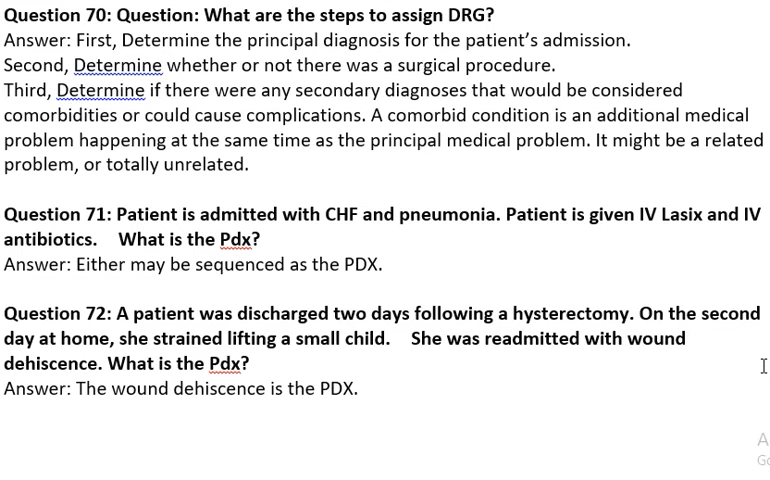 Question 70: Question: What are the steps to assign DRG?
Answer: First, Determine the principal diagnosis for the patient’s admission.
Second, Determine whether or not there was a surgical procedure.
Third, Determine if there were any secondary diagnoses that would be considered
comorbidities or could cause complications. A comorbid condition is an additional medical
problem happening at the same time as the principal medical problem. It might be a related
problem, or totally unrelated.
Question 71: Patient is admitted with CHF and pneumonia. Patient is given IV Lasix and IV
antibiotics.    What is the Pdx?
Answer: Either may be sequenced as the PDX.
Question 72: A patient was discharged two days following a hysterectomy. On the second
day at home, she strained lifting a small child.    She was readmitted with wound
dehiscence. What is the Pdx?
Answer: The wound dehiscence is the PDX.
A